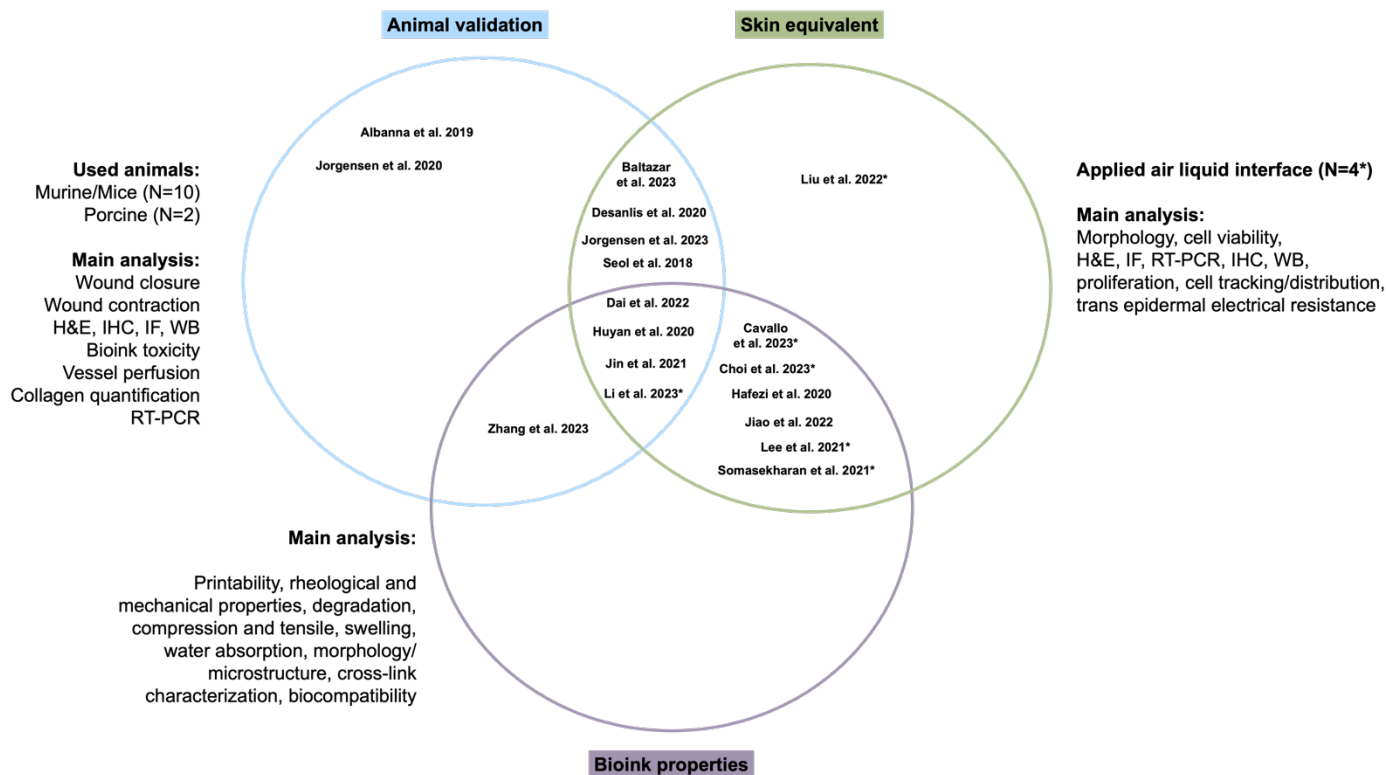 Animal validation
Skin equivalent
Albanna et al. 2019
Jorgensen et al. 2020
Used animals:
Murine/Mice (N=10)
Porcine (N=2)
Main analysis:
Wound closure
Wound contraction
H&E, IHC, IF, WB
Bioink toxicity
Vessel perfusion
Collagen quantification
RT-PCR
Baltazar
et al. 2023
Desanlis et al. 2020
Jorgensen et al. 2023
Seol et al. 2018
Dai et al. 2022
Huyan et al. 2020
Jin et al. 2021
Li et al. 2023*
Zhang et al. 2023
Liu et al. 2022*
Cavallo
et al. 2023*
Choi et al. 2023*
Hafezi et al. 2020
Jiao et al. 2022
Lee et al. 2021*
Somasekharan et al. 2021*
Applied air liquid interface (N=4*)
Main analysis:
Morphology, cell viability,
H&E, IF, RT-PCR, IHC, WB,
proliferation, cell tracking/distribution,
trans epidermal electrical resistance
Main analysis:
Printability, rheological and
mechanical properties, degradation,
compression and tensile, swelling,
water absorption, morphology/
microstructure, cross-link
characterization, biocompatibility
Bioink properties